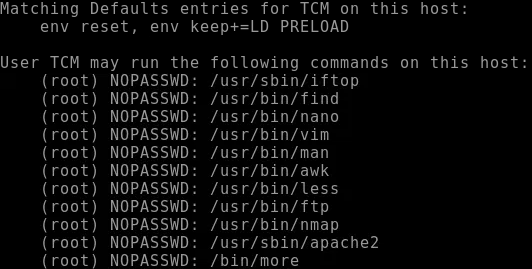 Matching Defaults entries for TCM on this host:
env reset, env keep+=LD PRELOAD
User TCM may run the following commands on this host:
(root) NOPASSWD: /usr/sbin/iftop
(root) NOPASSWD: /usr/bin/find
(root) NOPASSWD: /usr/bin/nano
(root) NOPASSWD: /usr/bin/vim
(root) NOPASSWD: /usr/bin/man
(root) NOPASSWD: /usr/bin/awk
(root) NOPASSWD: /usr/bin/less
(root) NOPASSWD: /usr/bin/ftp
(root) NOPASSWD: /usr/bin/nmap
(root) NOPASSWD: /usr/sbin/apache2
(root) NOPASSWD: /bin/more